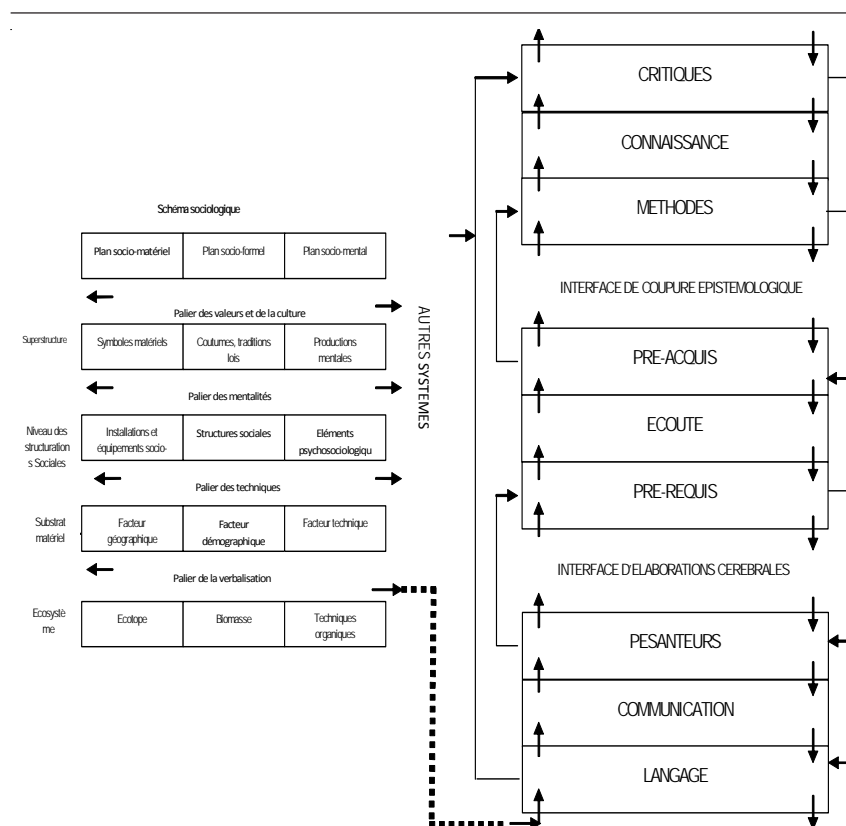 Schéma sociologique
Plan socio-matériel
Plan socio-formel
Plan socio-mental
Palier des valeurs et de la culture
Superstructure
Symboles matériels
Coutumes, traditions
lois
Productions
mentales
Palier des mentalités
Niveau des
structuration
s Sociales
Installations et
équipements socio-
Structures sociales
Eléments
psychosociologiqu
Palier des techniques
Substrat
matériel
Facteur
géographique
Facteur
démographique
Facteur technique
Palier de la verbalisation
Ecosystè
me
Ecotope
Biomasse
Techniques
organiques
AUTRES SYSTEMES
CRITIQUES
CONNAISSANCE
METHODES
INTERFACE DE COUPURE EPISTEMOLOGIQUE
PRE-ACQUIS
ECOUTE
PRE-REQUIS
INTERFACE D'ELABORATIONS CEREBRALES
PESANTEURS
COMMUNICATION
LANGAGE